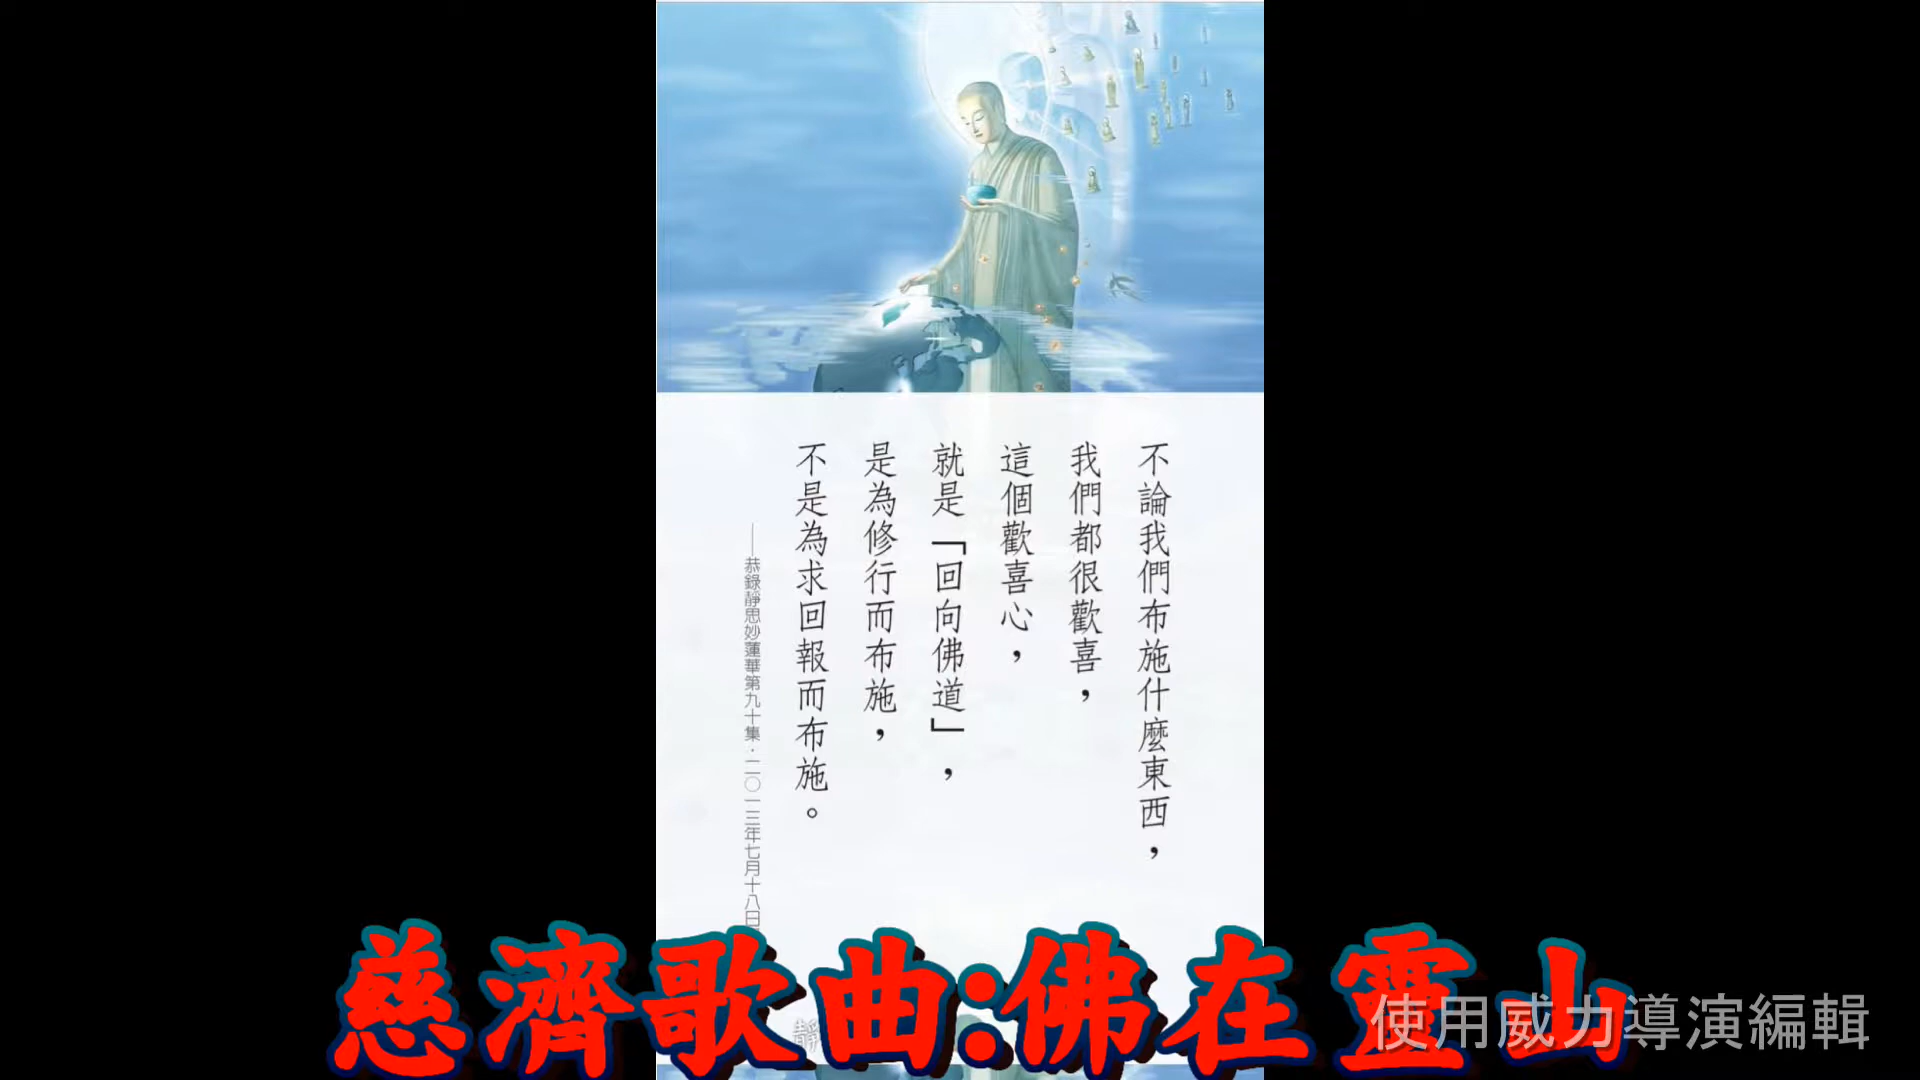 不論我們布施什麼東西，
我們都很歡喜，
這個歡喜心，
就是「回向佛道」，
是為修行而布施，
不是為求回報而布施。
——恭錄靜思妙蓮華第九十集．二〇一三年七月十八日
靜
慈濟歌曲:佛在靈山
使用威力導演編輯